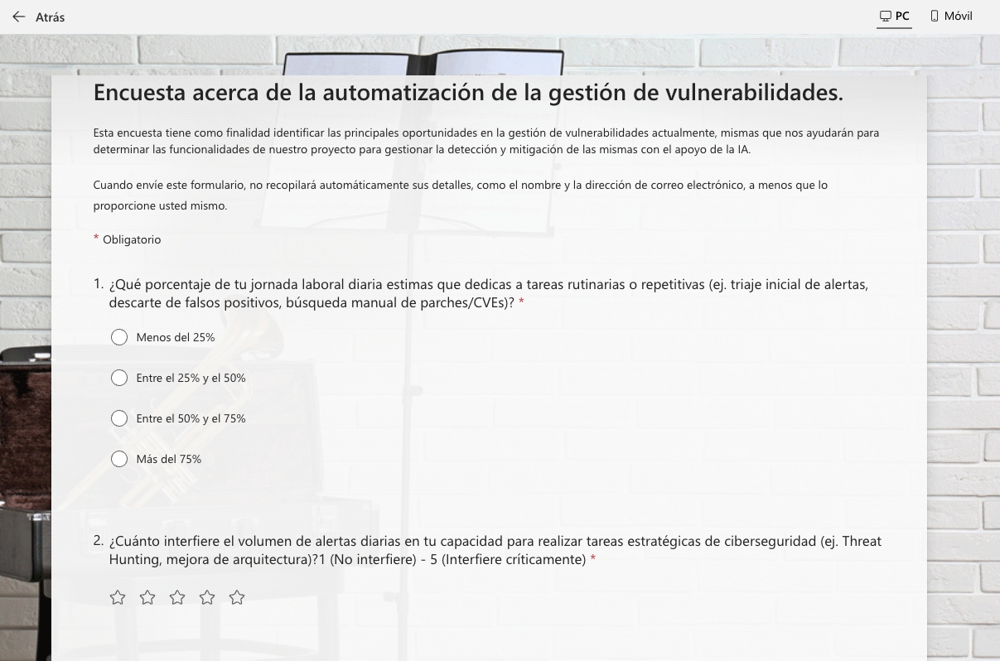 Atrás
PC
Móvil
Encuesta acerca de la automatización de la gestión de vulnerabilidades.
Esta encuesta tiene como finalidad identificar las principales oportunidades en la gestión de vulnerabilidades actualmente, mismas que nos ayudarán para
determinar las funcionalidades de nuestro proyecto para gestionar la detección y mitigación de las mismas con el apoyo de la IA.
Cuando envíe este formulario, no recopilará automáticamente sus detalles, como el nombre y la dirección de correo electrónico, a menos que lo
proporcione usted mismo.
* Obligatorio
1. ¿Qué porcentaje de tu jornada laboral diaria estimas que dedicas a tareas rutinarias o repetitivas (ej. triaje inicial de alertas,
descarte de falsos positivos, búsqueda manual de parches/CVEs)? *
Menos del 25%
Entre el 25% y el 50%
Entre el 50% y el 75%
Más del 75%
2. ¿Cuánto interfiere el volumen de alertas diarias en tu capacidad para realizar tareas estratégicas de ciberseguridad (ej. Threat
Hunting, mejora de arquitectura)?1 (No interfiere) - 5 (Interfiere críticamente) *